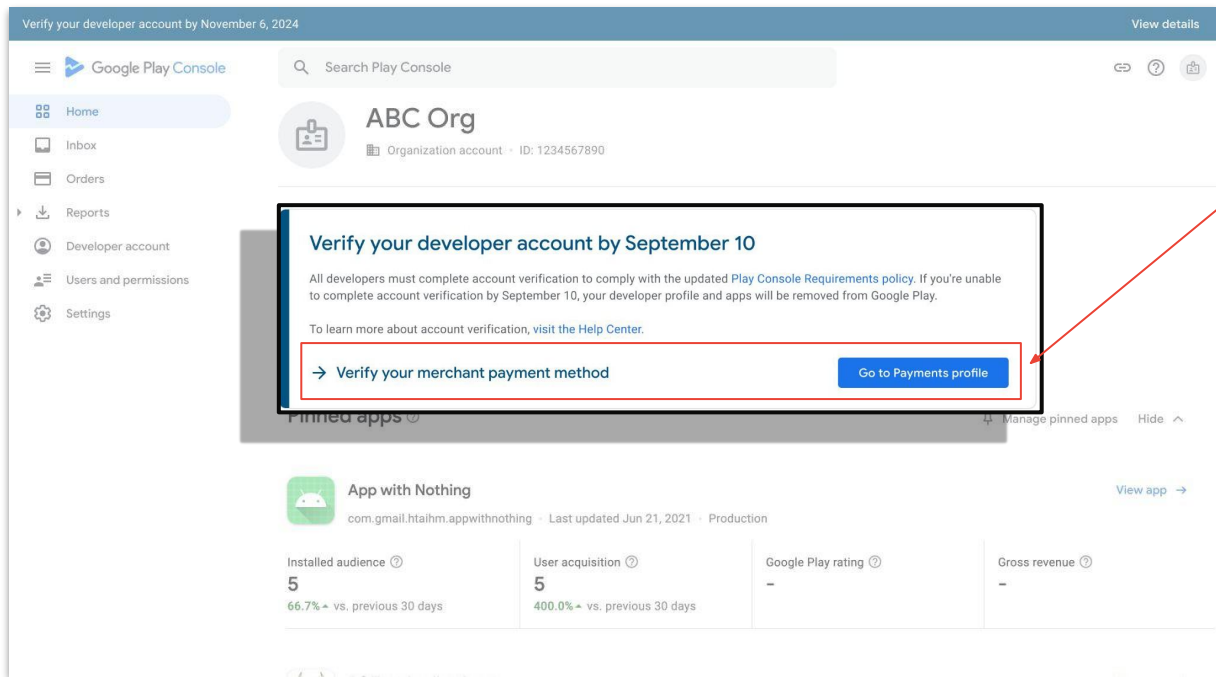 Verify your developer account by November 6, 2024
View details
Google Play Console
Search Play Console
Home
Inbox
Orders
Reports
Developer account
Users and permissions
Settings
ABC Org
Organization account · ID: 1234567890
Verify your developer account by September 10
All developers must complete account verification to comply with the updated Play Console Requirements policy. If you're unable
to complete account verification by September 10, your developer profile and apps will be removed from Google Play.
To learn more about account verification, visit the Help Center.
→ Verify your merchant payment method
Go to Payments profile
Pinned apps
Manage pinned apps
Hide
App with Nothing
View app →
com.gmail.htaihm.appwithnothing · Last updated Jun 21, 2021 · Production
Installed audience
5
66.7% vs. previous 30 days
User acquisition
5
400.0% vs. previous 30 days
Google Play rating
-
Gross revenue
-